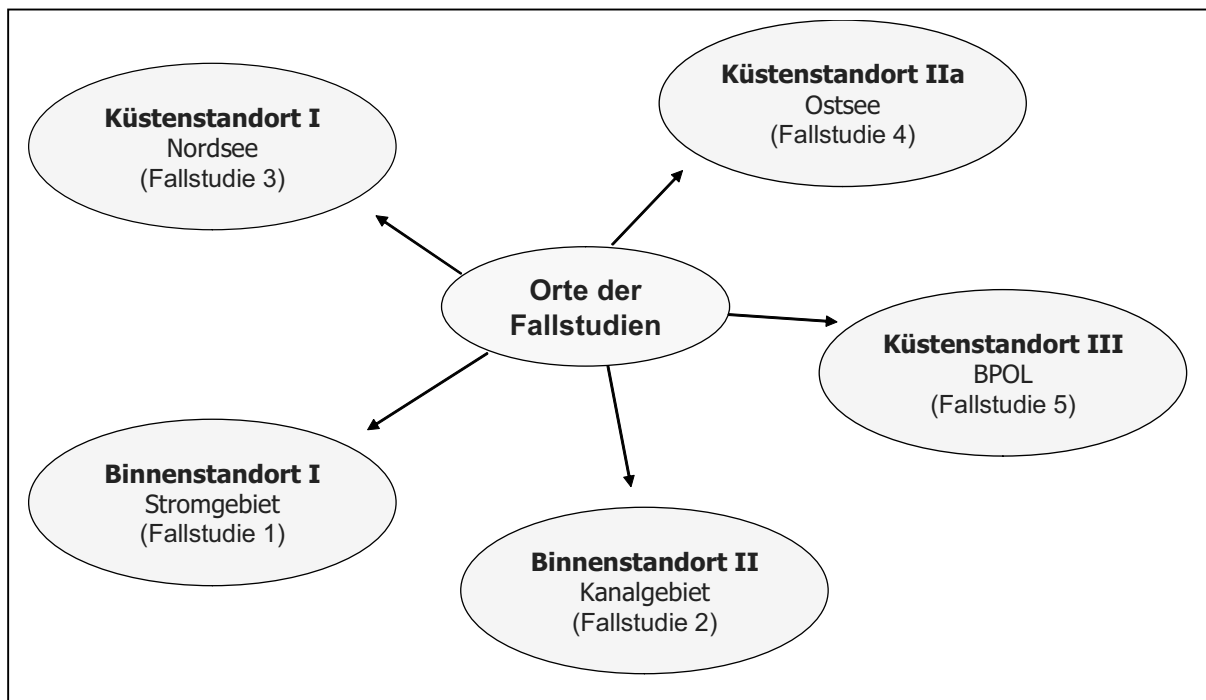 Küstenstandort I
Nordsee
(Fallstudie 3)
Küstenstandort IIa
Ostsee
(Fallstudie 4)
Orte der
Fallstudien
Küstenstandort III
BPOL
(Fallstudie 5)
Binnenstandort I
Stromgebiet
(Fallstudie 1)
Binnenstandort II
Kanalgebiet
(Fallstudie 2)